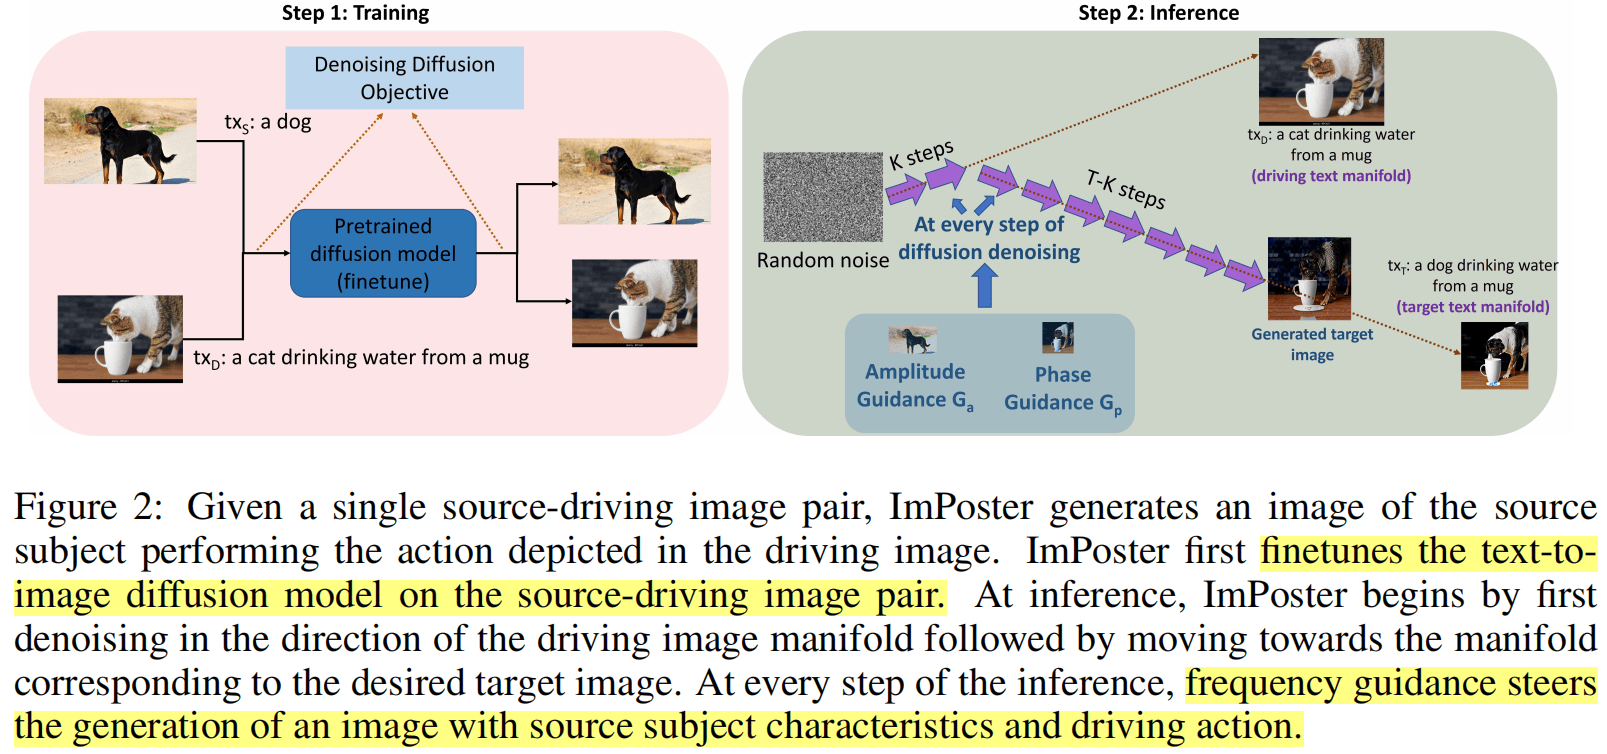 Step 1: Training
Denoising Diffusion
Objective
txS: a dog
Pretrained
diffusion model
(finetune)
txD: a cat drinking water from a mug
Step 2: Inference
K steps
T-K steps
Random noise
At every step of
diffusion denoising
Amplitude
Guidance Ga
Phase
Guidance Gp
txD: a cat drinking water
from a mug
(driving text manifold)
Generated target
image
txT: a dog drinking water
from a mug
(target text manifold)
Figure 2: Given a single source-driving image pair, ImPoster generates an image of the source
subject performing the action depicted in the driving image. ImPoster first finetunes the text-to-
image diffusion model on the source-driving image pair. At inference, ImPoster begins by first
denoising in the direction of the driving image manifold followed by moving towards the manifold
corresponding to the desired target image. At every step of the inference, frequency guidance steers
the generation of an image with source subject characteristics and driving action.